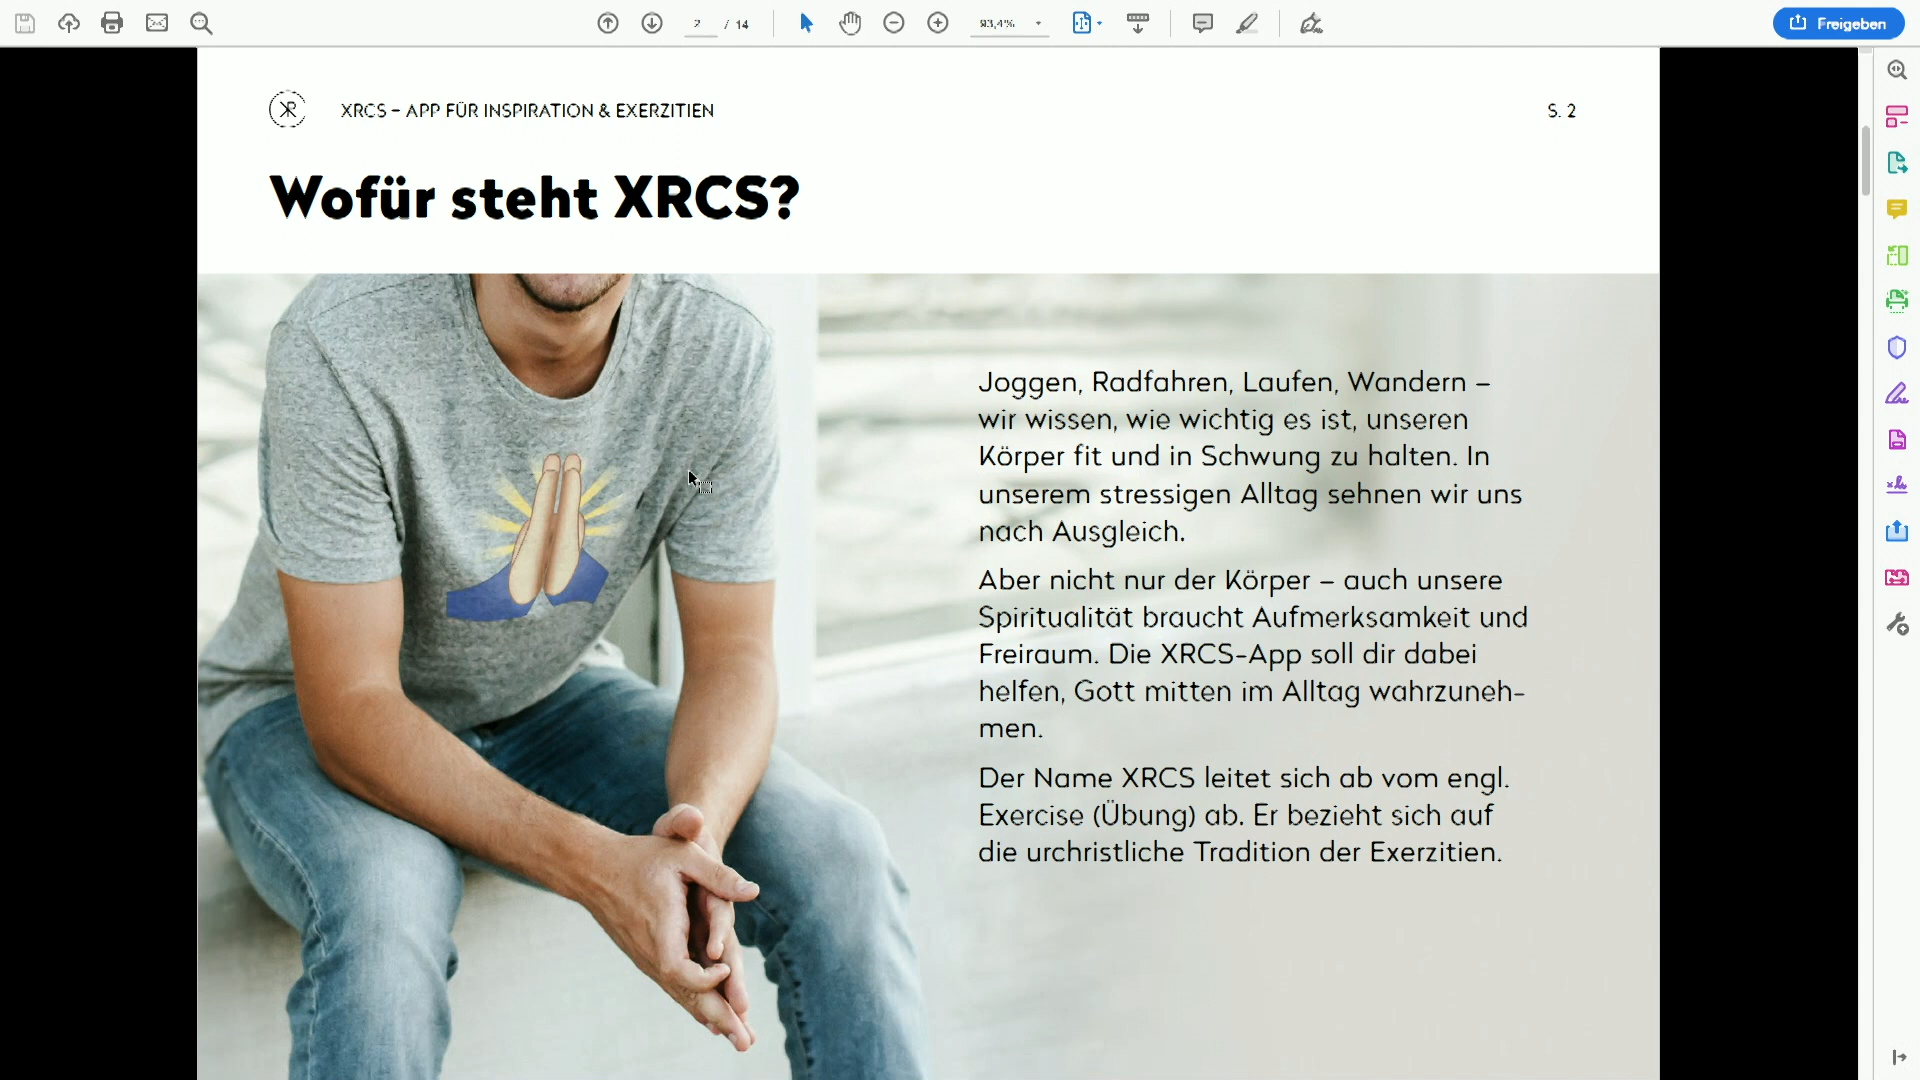 2 / 14
93,4%
Freigeben
XR
XRCS – APP FÜR INSPIRATION & EXERZITIEN
S. 2
Wofür steht XRCS?
Joggen, Radfahren, Laufen, Wandern –
wir wissen, wie wichtig es ist, unseren
Körper fit und in Schwung zu halten. In
unserem stressigen Alltag sehnen wir uns
nach Ausgleich.
Aber nicht nur der Körper – auch unsere
Spiritualität braucht Aufmerksamkeit und
Freiraum. Die XRCS-App soll dir dabei
helfen, Gott mitten im Alltag wahrzuneh-
men.
Der Name XRCS leitet sich ab vom engl.
Exercise (Übung) ab. Er bezieht sich auf
die urchristliche Tradition der Exerzitien.